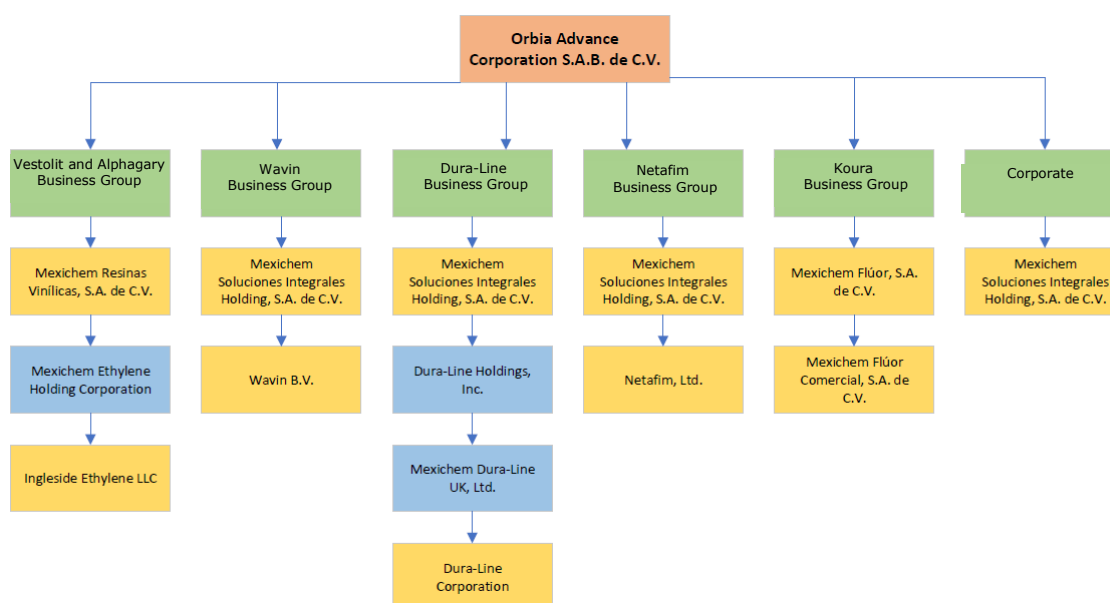 Orbia Advance
Corporation S.A.B. de C.V.
Vestolit and Alphagary
Business Group
Wavin
Business Group
Dura-Line
Business Group
Netafim
Business Group
Koura
Business Group
Corporate
Mexichem Resinas
Vinílicas, S.A. de C.V.
Mexichem
Soluciones Integrales
Holding, S.A. de C.V.
Mexichem
Soluciones Integrales
Holding, S.A. de C.V.
Mexichem
Soluciones Integrales
Holding, S.A. de C.V.
Mexichem Flúor, S.A.
de C.V.
Mexichem
Soluciones Integrales
Holding, S.A. de C.V.
Mexichem Ethylene
Holding Corporation
Wavin B.V.
Dura-Line Holdings,
Inc.
Netafim, Ltd.
Mexichem Flúor
Comercial, S.A. de
C.V.
Ingleside Ethylene LLC
Mexichem Dura-Line
UK, Ltd.
Dura-Line
Corporation